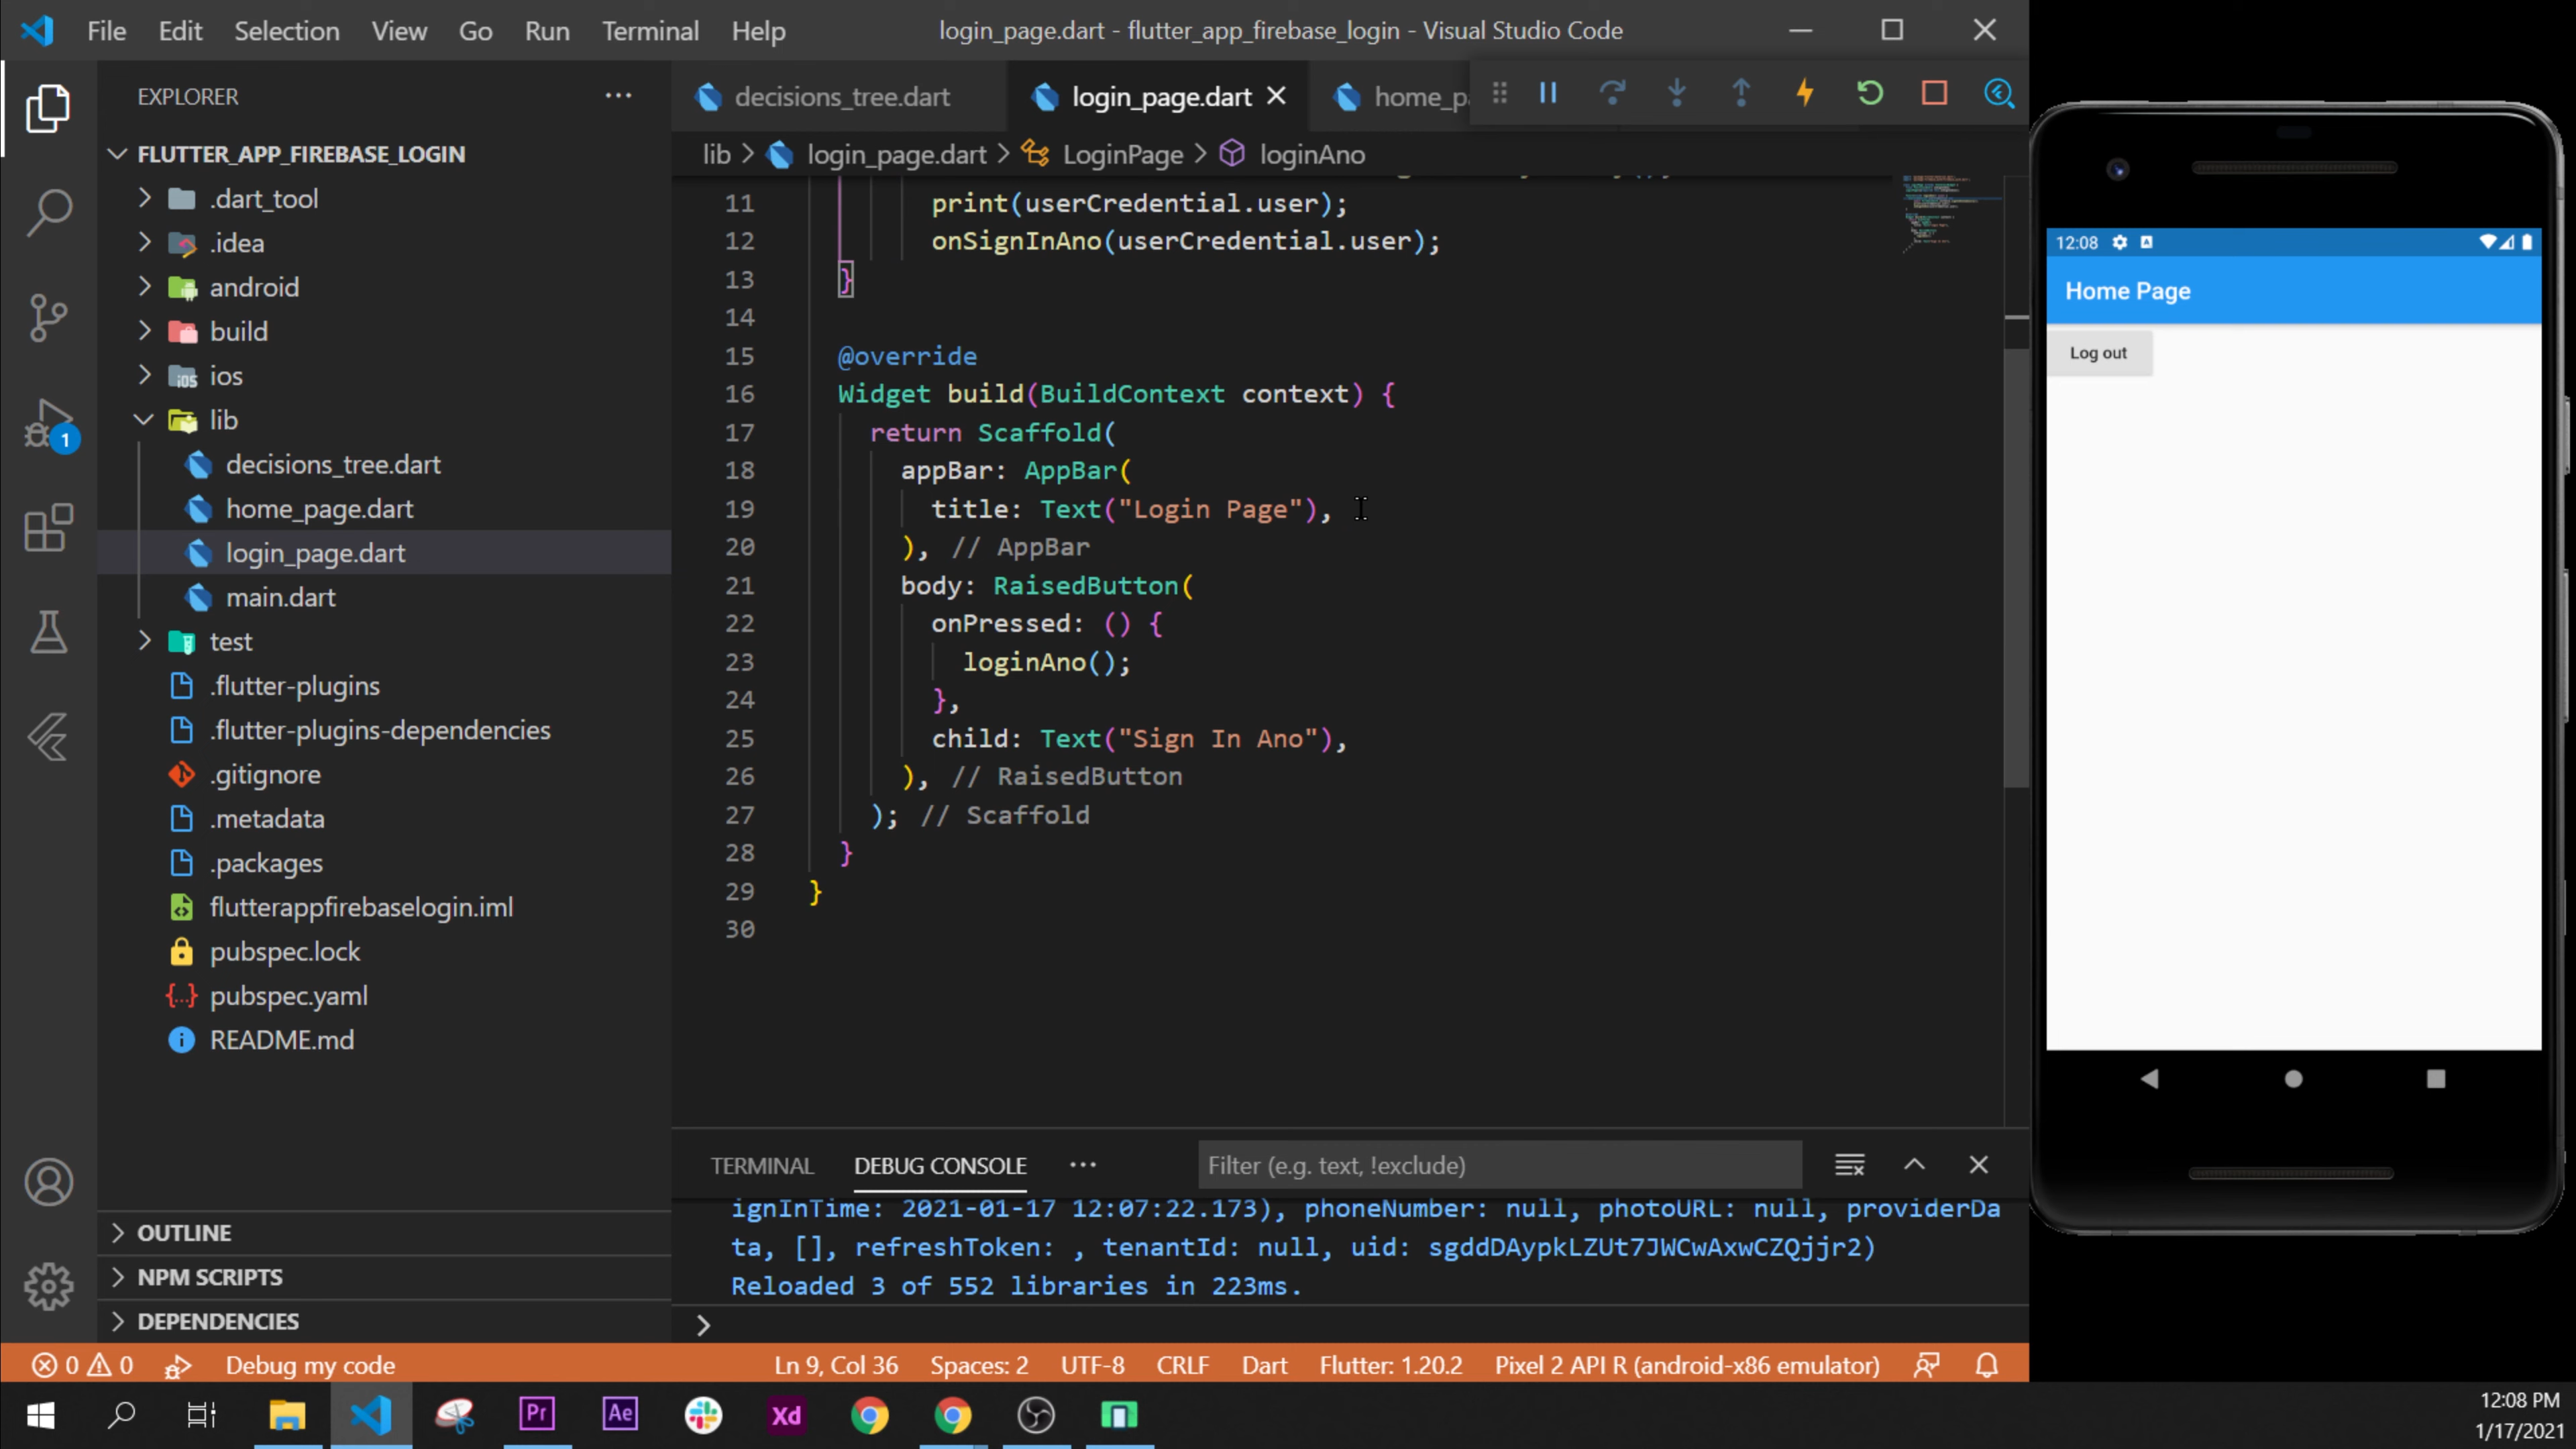 File Edit Selection View Go Run Terminal Help
login_page.dart - flutter_app_firebase_login - Visual Studio Code
EXPLORER
FLUTTER_APP_FIREBASE_LOGIN
.dart_tool
.idea
android
build
ios
lib
decisions_tree.dart
home_page.dart
login_page.dart
main.dart
test
.flutter-plugins
.flutter-plugins-dependencies
.gitignore
.metadata
.packages
flutterappfirebaselogin.iml
pubspec.lock
pubspec.yaml
README.md
OUTLINE
NPM SCRIPTS
DEPENDENCIES
1
decisions_tree.dart login_page.dart home_p
lib > login_page.dart > LoginPage > loginAno
11 print(userCredential.user);
12 onSignInAno(userCredential.user);
13 }
14
15 @override
16 Widget build(BuildContext context) {
17 return Scaffold(
18 appBar: AppBar(
19 title: Text("Login Page"),
20 ), // AppBar
21 body: RaisedButton(
22 onPressed: () {
23 loginAno();
24 },
25 child: Text("Sign In Ano"),
26 ), // RaisedButton
27 ); // Scaffold
28 }
29 }
30
TERMINAL DEBUG CONSOLE ··· Filter (e.g. text, !exclude)
ignInTime: 2021-01-17 12:07:22.173), phoneNumber: null, photoURL: null, providerDa
ta, [], refreshToken: , tenantId: null, uid: sgddDAypkLZUt7JWCwAxwCZQjjr2)
Reloaded 3 of 552 libraries in 223ms.
>
0 0 Debug my code Ln 9, Col 36 Spaces: 2 UTF-8 CRLF Dart Flutter: 1.20.2 Pixel 2 API R (android-x86 emulator)
12:08
Home Page
Log out
Pr Ae Xd
12:08 PM
1/17/2021